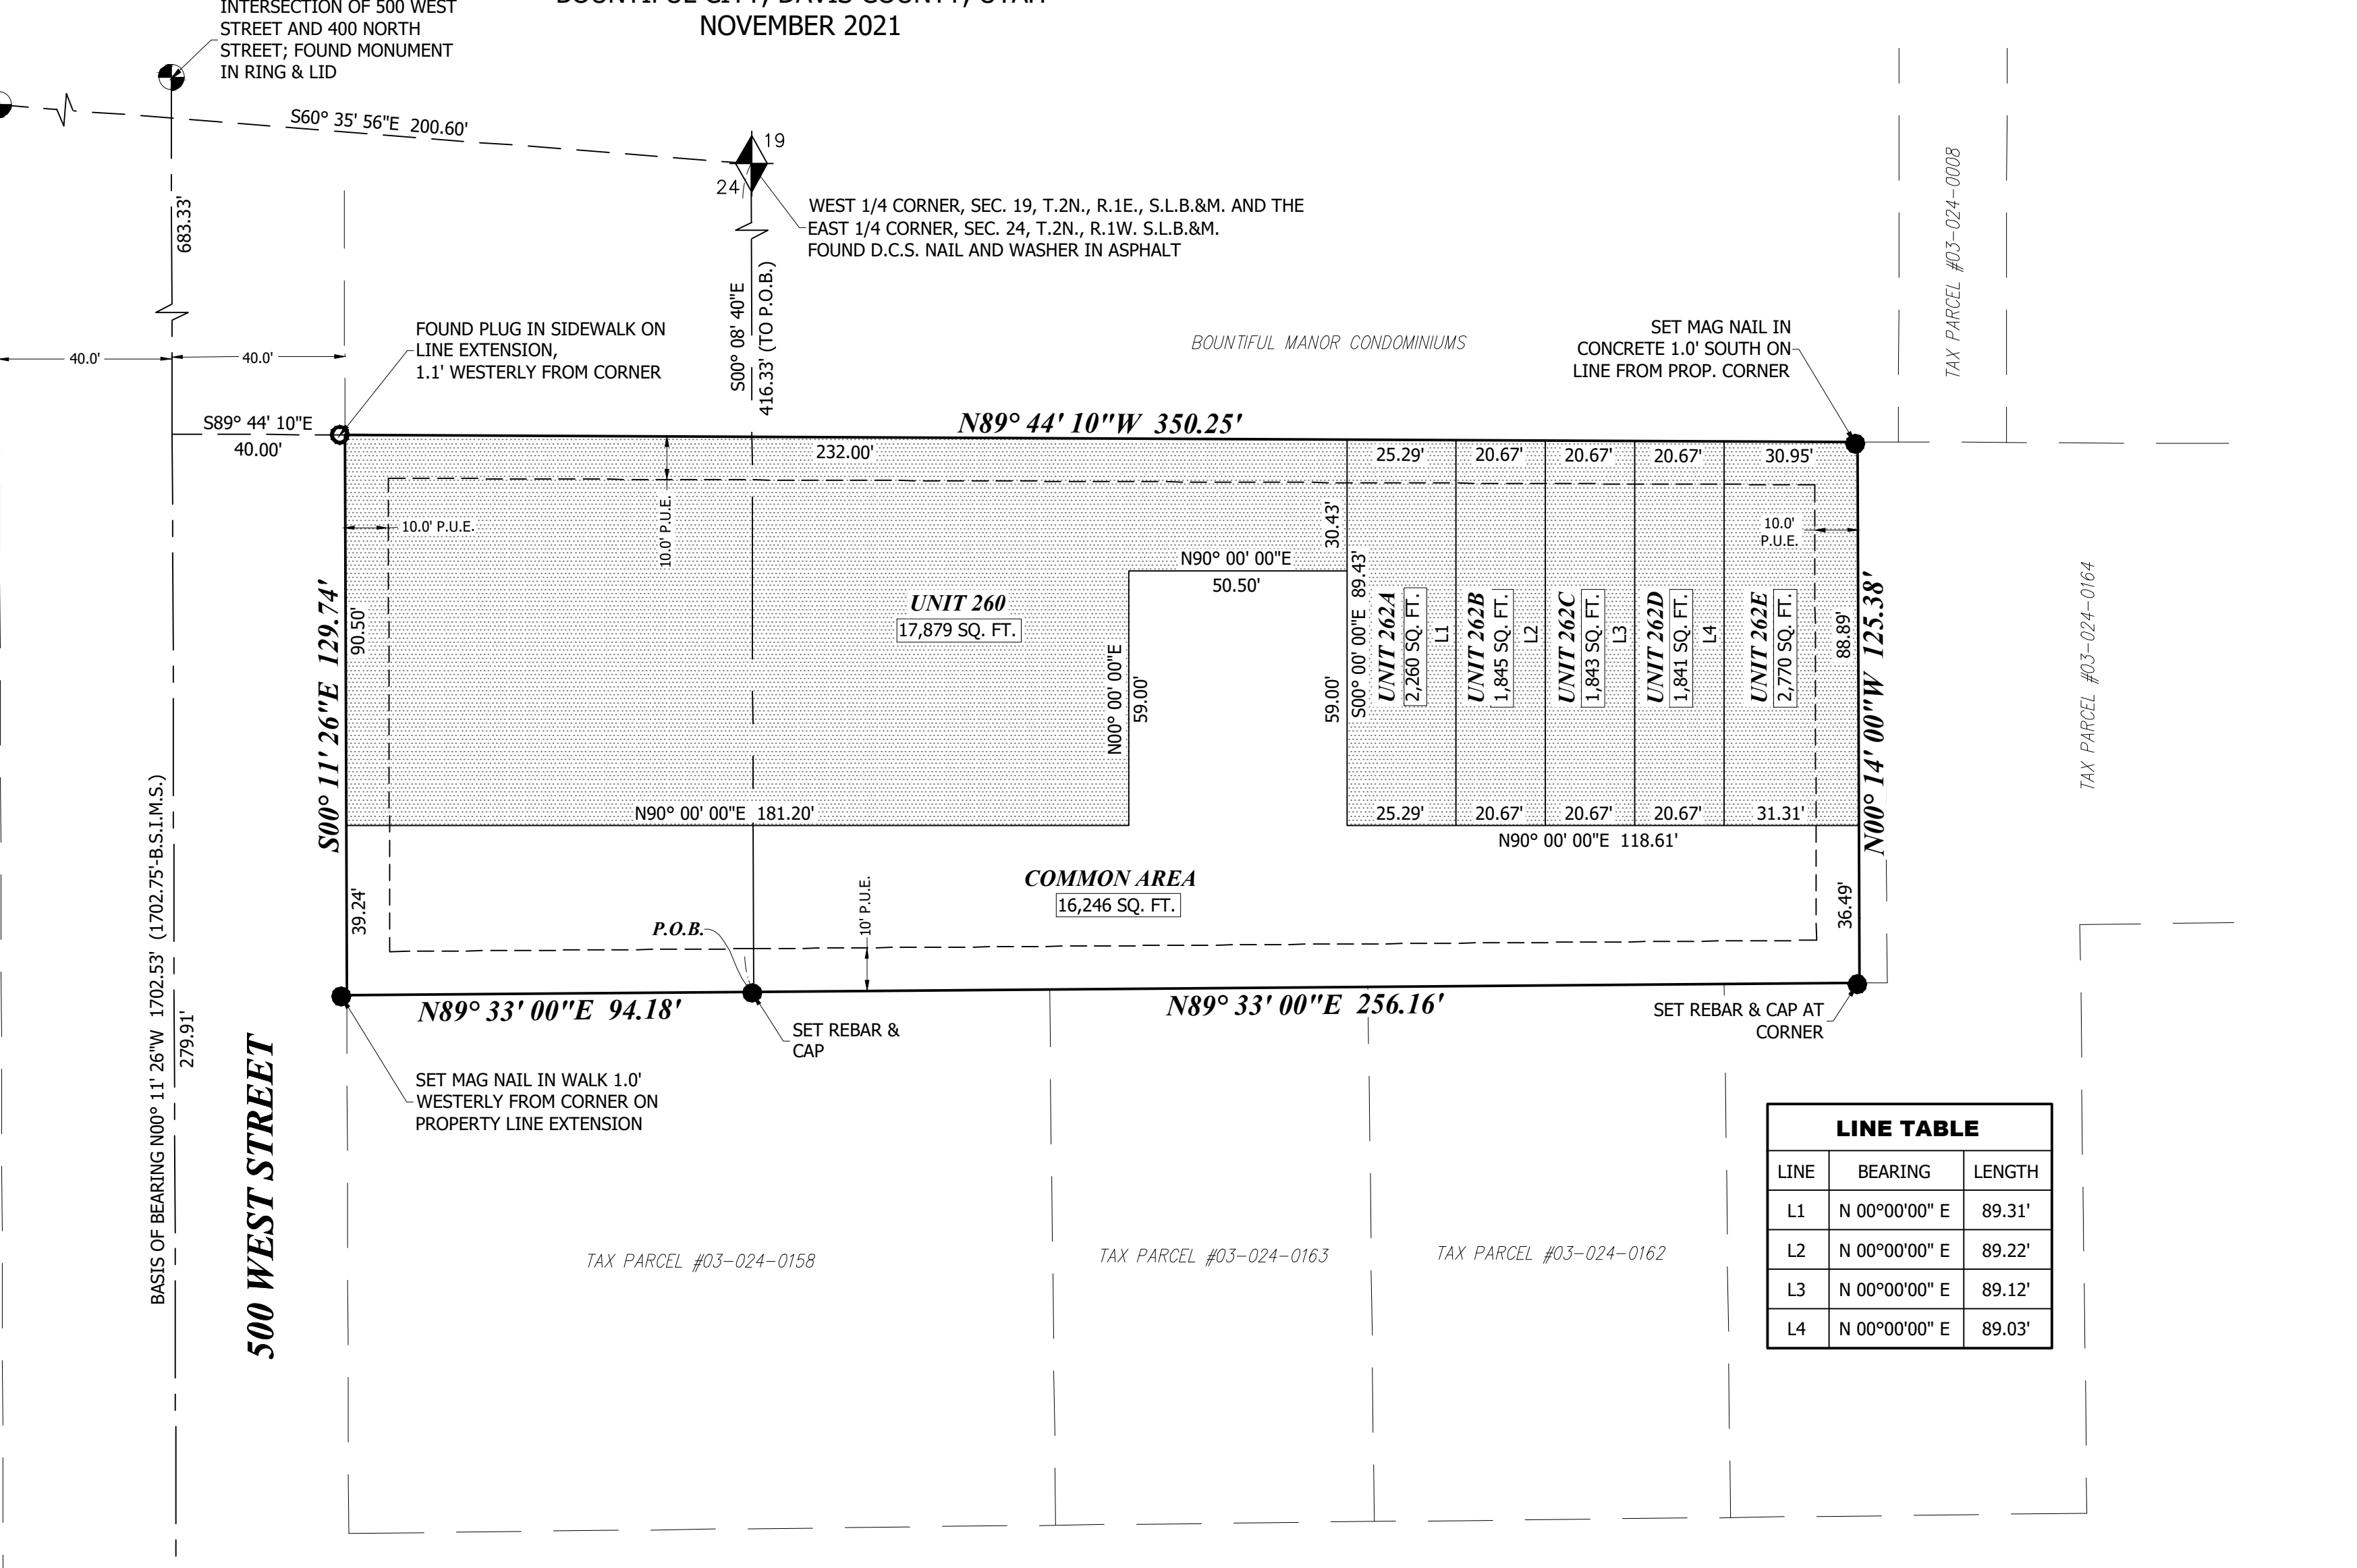 INTERSECTION OF 500 WEST
STREET AND 400 NORTH
STREET; FOUND MONUMENT
IN RING & LID
BOUNTIFUL CITY, DAVIS COUNTY, UTAH
NOVEMBER 2021
S60° 35' 56"E 200.60'
19
24
WEST 1/4 CORNER, SEC. 19, T.2N., R.1E., S.L.B.&M. AND THE
EAST 1/4 CORNER, SEC. 24, T.2N., R.1W. S.L.B.&M.
FOUND D.C.S. NAIL AND WASHER IN ASPHALT
683.33'
S00° 08' 40"E
416.33' (TO P.O.B.)
TAX PARCEL #03-024-0008
40.0'
40.0'
FOUND PLUG IN SIDEWALK ON
LINE EXTENSION,
1.1' WESTERLY FROM CORNER
BOUNTIFUL MANOR CONDOMINIUMS
SET MAG NAIL IN
CONCRETE 1.0' SOUTH ON
LINE FROM PROP. CORNER
S89° 44' 10"E
40.00'
N89° 44' 10"W 350.25'
232.00'
25.29'
20.67'
20.67'
20.67'
30.95'
10.0' P.U.E.
10.0' P.U.E.
30.43'
10.0'
P.U.E.
N90° 00' 00"E
50.50'
S00° 11' 26"E 129.74'
90.50'
UNIT 260
17,879 SQ. FT.
N00° 00' 00"E
59.00'
59.00'
S00° 00' 00"E 89.43'
UNIT 262A
2,260 SQ. FT.
L1
UNIT 262B
1,845 SQ. FT.
L2
UNIT 262C
1,843 SQ. FT.
L3
UNIT 262D
1,841 SQ. FT.
L4
UNIT 262E
2,770 SQ. FT.
88.89'
N00° 14' 00"W 125.38'
TAX PARCEL #03-024-0164
N90° 00' 00"E 181.20'
25.29'
20.67'
20.67'
20.67'
31.31'
N90° 00' 00"E 118.61'
COMMON AREA
16,246 SQ. FT.
39.24'
P.O.B.
10' P.U.E.
36.49'
N89° 33' 00"E 94.18'
N89° 33' 00"E 256.16'
SET REBAR &
CAP
SET REBAR & CAP AT
CORNER
SET MAG NAIL IN WALK 1.0'
WESTERLY FROM CORNER ON
PROPERTY LINE EXTENSION
BASIS OF BEARING N00° 11' 26"W 1702.53' (1702.75'-B.S.I.M.S.)
279.91'
500 WEST STREET
TAX PARCEL #03-024-0158
TAX PARCEL #03-024-0163
TAX PARCEL #03-024-0162
LINE TABLE
LINE BEARING LENGTH
L1 N 00°00'00" E 89.31'
L2 N 00°00'00" E 89.22'
L3 N 00°00'00" E 89.12'
L4 N 00°00'00" E 89.03'